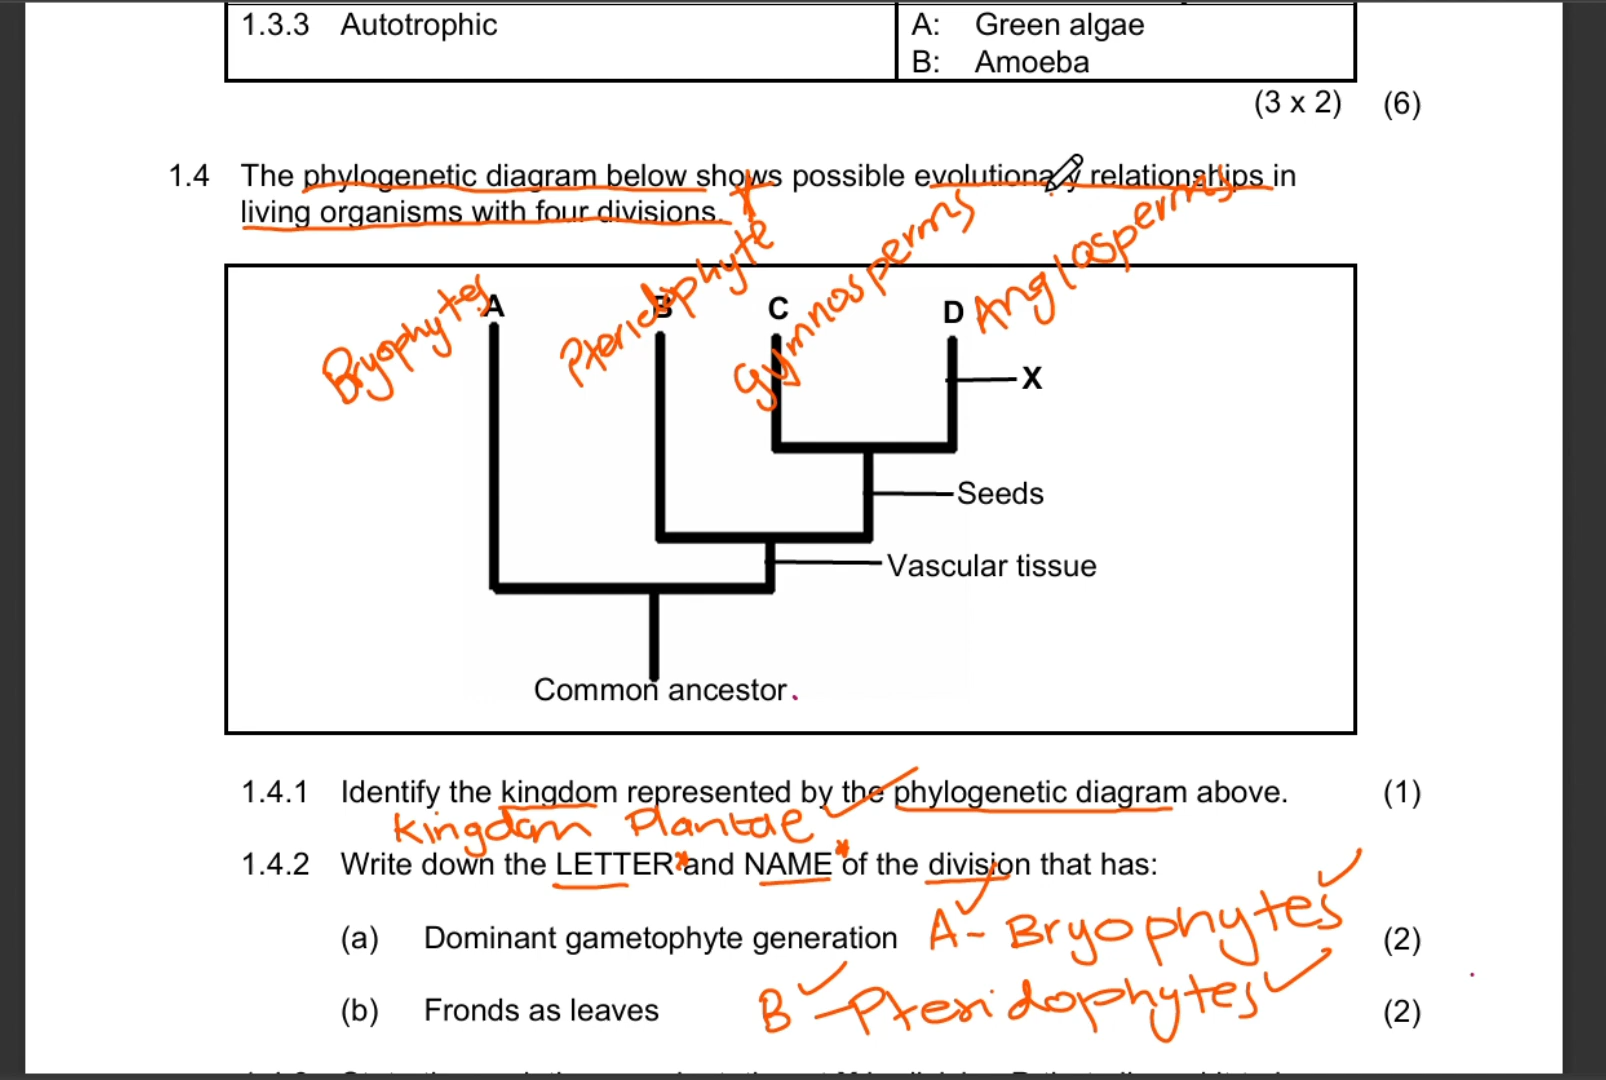 1.3.3 Autotrophic
A: Green algae
B: Amoeba
(3 x 2) (6)
1.4 The phylogenetic diagram below shows possible evolutionary relationships in
living organisms with four divisions.
Bryophytes A
Pteridophyte B
C Gymnosperms
D Angiosperms
X
Seeds
Vascular tissue
Common ancestor.
1.4.1 Identify the kingdom represented by the phylogenetic diagram above. (1)
Kingdom Plantae
1.4.2 Write down the LETTER* and NAME* of the division that has:
(a) Dominant gametophyte generation A - Bryophytes (2)
(b) Fronds as leaves B - Pteridophytes (2)